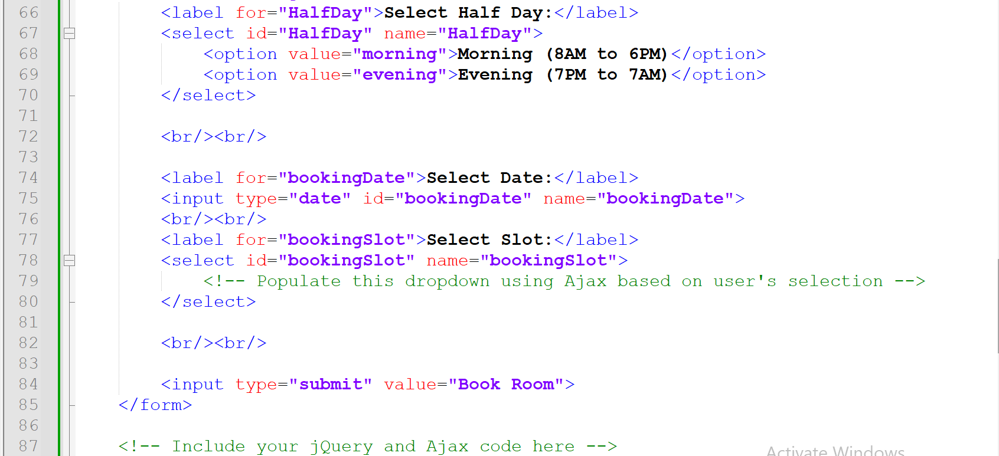 66 <label for="HalfDay">Select Half Day:</label>
67 <select id="HalfDay" name="HalfDay">
68 <option value="morning">Morning (8AM to 6PM)</option>
69 <option value="evening">Evening (7PM to 7AM)</option>
70 </select>
71
72 <br/><br/>
73
74 <label for="bookingDate">Select Date:</label>
75 <input type="date" id="bookingDate" name="bookingDate">
76 <br/><br/>
77 <label for="bookingSlot">Select Slot:</label>
78 <select id="bookingSlot" name="bookingSlot">
79 <!-- Populate this dropdown using Ajax based on user's selection -->
80 </select>
81
82 <br/><br/>
83
84 <input type="submit" value="Book Room">
85 </form>
86
87 <!-- Include your jQuery and Ajax code here -->
Activate Windows